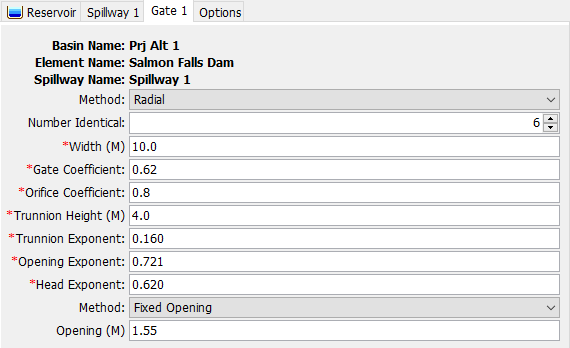 Reservoir Spillway 1 Gate 1 Options
Basin Name: Prj Alt 1
Element Name: Salmon Falls Dam
Spillway Name: Spillway 1
Method: Radial
Number Identical: 6
*Width (M) 10.0
*Gate Coefficient: 0.62
*Orifice Coefficient: 0.8
*Trunnion Height (M) 4.0
*Trunnion Exponent: 0.160
*Opening Exponent: 0.721
*Head Exponent: 0.620
Method: Fixed Opening
Opening (M) 1.55